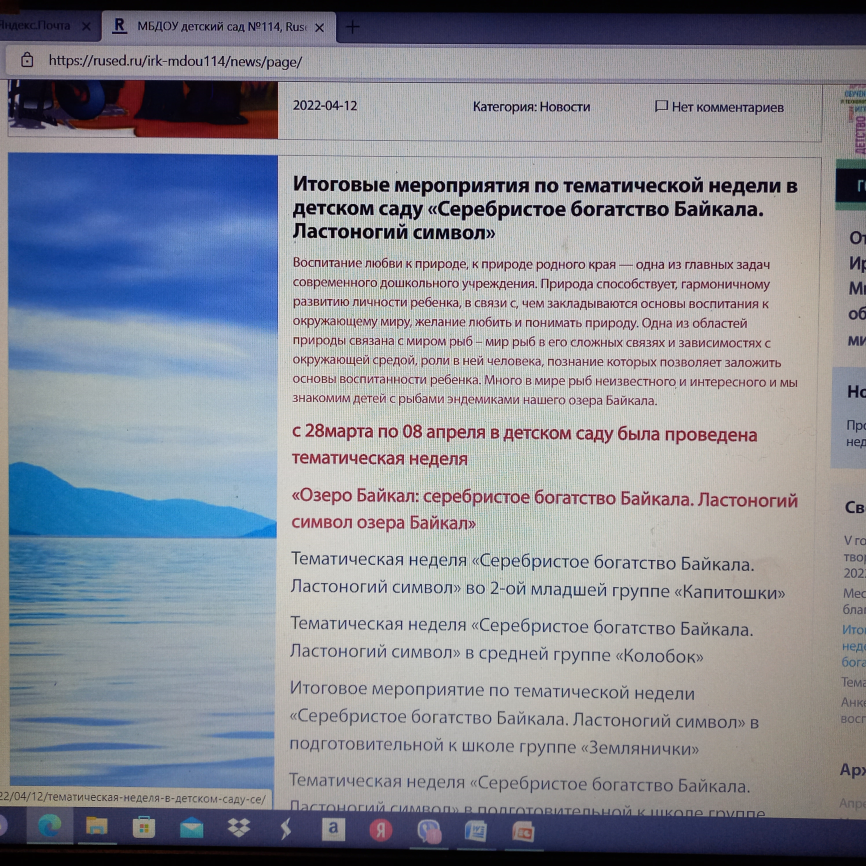 Яндекс.Почта
R МБДОУ детский сад №114, Rus
https://rused.ru/irk-mdou114/news/page/
2022-04-12 Категория: Новости Нет комментариев
Итоговые мероприятия по тематической недели в
детском саду «Серебристое богатство Байкала.
Ластоногий символ»
Воспитание любви к природе, к природе родного края — одна из главных задач
современного дошкольного учреждения. Природа способствует, гармоничному
развитию личности ребенка, в связи с, чем закладываются основы воспитания к
окружающему миру, желание любить и понимать природу. Одна из областей
природы связана с миром рыб – мир рыб в его сложных связях и зависимостях с
окружающей средой, роли в ней человека, познание которых позволяет заложить
основы воспитанности ребенка. Много в мире рыб неизвестного и интересного и мы
знакомим детей с рыбами эндемиками нашего озера Байкала.
с 28марта по 08 апреля в детском саду была проведена
тематическая неделя
«Озеро Байкал: серебристое богатство Байкала. Ластоногий
символ озера Байкал»
Тематическая неделя «Серебристое богатство Байкала.
Ластоногий символ» во 2-ой младшей группе «Капитошки»
Тематическая неделя «Серебристое богатство Байкала.
Ластоногий символ» в средней группе «Колобок»
Итоговое мероприятие по тематической недели
«Серебристое богатство Байкала. Ластоногий символ» в
подготовительной к школе группе «Землянички»
Тематическая неделя «Серебристое богатство Байкала.
Ластоногий символ» в подготовительной к школе группе
22/04/12/тематическая-неделя-в-детском-саду-се/
ДЕТСТВО
От
Ир
об
ми
Но
Про
нед
Св
V го
твор
202
Мес
бла
Ито
неде
бога
Тема
Анк
восп
Арх
Апре
a
Я